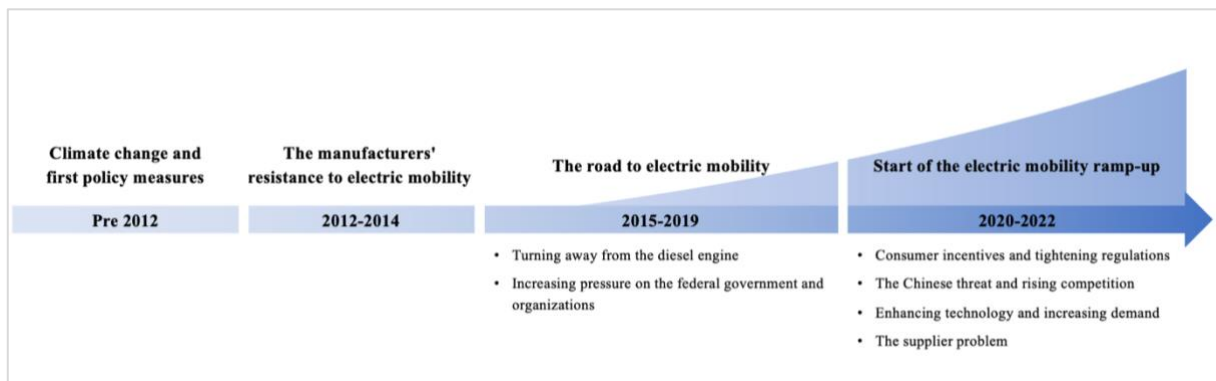 Climate change and
first policy measures
The manufacturers'
resistance to electric mobility
The road to electric mobility
Start of the electric mobility ramp-up
Pre 2012
2012-2014
2015-2019
2020-2022
• Turning away from the diesel engine
• Increasing pressure on the federal government and
organizations
• Consumer incentives and tightening regulations
• The Chinese threat and rising competition
• Enhancing technology and increasing demand
• The supplier problem